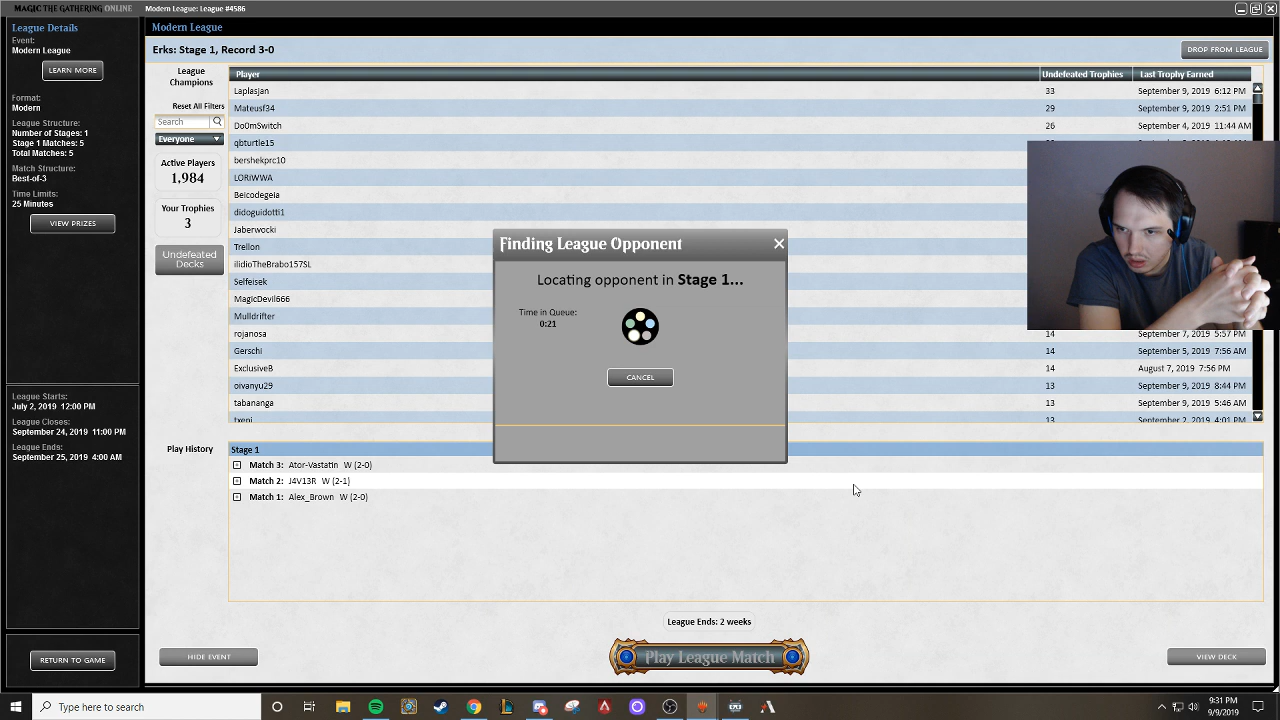 MAGIC THE GATHERING ONLINE
Modern League: League #4586
League Details
Event:
Modern League
LEARN MORE
Format:
Modern
League Structure:
Number of Stages: 1
Stage 1 Matches: 5
Total Matches: 5
Match Structure:
Best-of-3
Time Limits:
25 Minutes
VIEW PRIZES
League Starts:
July 2, 2019 12:00 PM
League Closes:
September 24, 2019 11:00 PM
League Ends:
September 25, 2019 4:00 AM
RETURN TO GAME
Modern League
Erks: Stage 1, Record 3-0
DROP FROM LEAGUE
League
Champions
Reset All Filters
Search
Everyone
Active Players
1,984
Your Trophies
3
Undefeated
Decks
Player Undefeated Trophies Last Trophy Earned
LaplasJan 33 September 9, 2019 6:12 PM
Mateusf34 29 September 9, 2019 2:51 PM
Do0mSwitch 26 September 4, 2019 11:44 AM
qbturtle15
bershekprc10
LORiWWA
Beicodegeia
didoguidotti1
Jaberwocki
Trellon
ilidioTheBrabo157SL
Selfeisek
MagicDevil666
Mulldrifter
rojanosa 14 September 7, 2019 5:57 PM
Gerschi 14 September 5, 2019 7:56 AM
ExclusiveB 14 August 7, 2019 7:56 PM
oivanyu29 13 September 9, 2019 8:44 PM
tabananga 13 September 9, 2019 5:46 AM
txepi 13 September 2, 2019 4:01 PM
Finding League Opponent
Locating opponent in Stage 1...
Time in Queue:
0:21
CANCEL
Play History
Stage 1
Match 3: Ator-Vastatin W (2-0)
Match 2: J4V13R W (2-1)
Match 1: Alex_Brown W (2-0)
League Ends: 2 weeks
HIDE EVENT
Play League Match
VIEW DECK
Type here to search
9:31 PM
9/9/2019